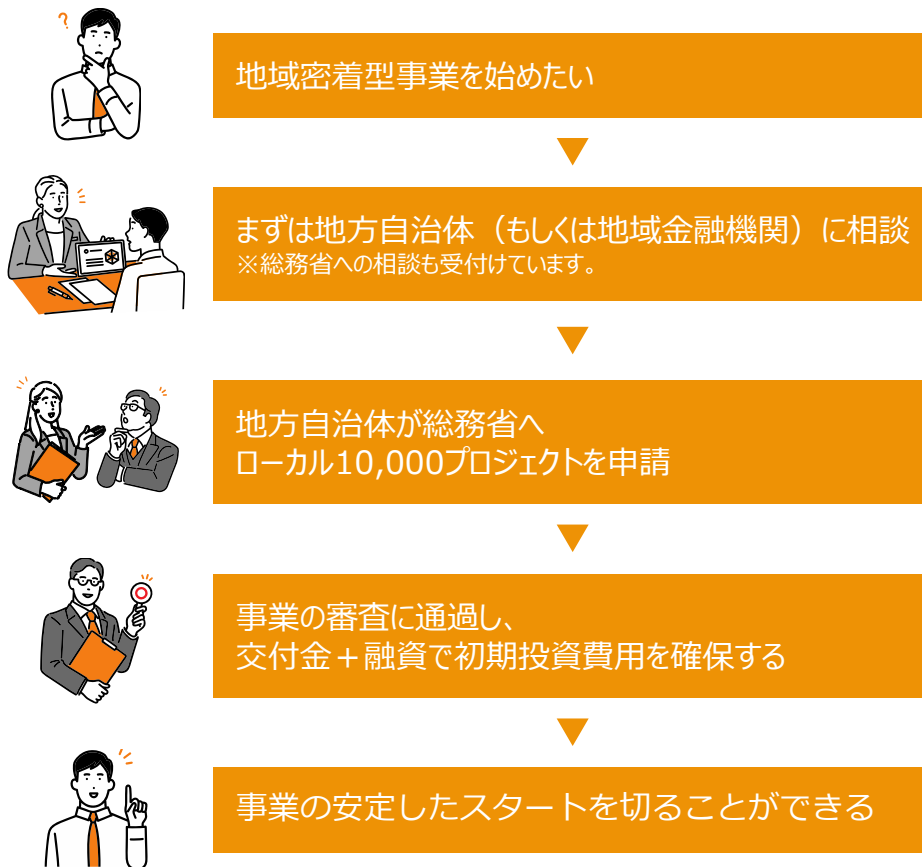 ?
地域密着型事業を始めたい
まずは地方自治体（もしくは地域金融機関）に相談
※総務省への相談も受付けています。
地方自治体が総務省へ
ローカル10,000プロジェクトを申請
事業の審査に通過し、
交付金＋融資で初期投資費用を確保する
事業の安定したスタートを切ることができる